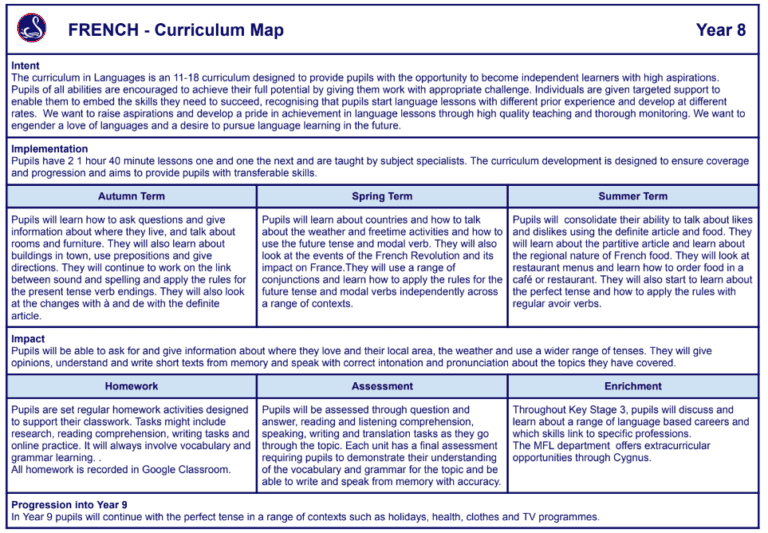 FRENCH - Curriculum Map
Year 8
Intent
The curriculum in Languages is an 11-18 curriculum designed to provide pupils with the opportunity to become independent learners with high aspirations.
Pupils of all abilities are encouraged to achieve their full potential by giving them work with appropriate challenge. Individuals are given targeted support to
enable them to embed the skills they need to succeed, recognising that pupils start language lessons with different prior experience and develop at different
rates. We want to raise aspirations and develop a pride in achievement in language lessons through high quality teaching and thorough monitoring. We want to
engender a love of languages and a desire to pursue language learning in the future.
Implementation
Pupils have 2 1 hour 40 minute lessons one and one the next and are taught by subject specialists. The curriculum development is designed to ensure coverage
and progression and aims to provide pupils with transferable skills.
Autumn Term
Pupils will learn how to ask questions and give
information about where they live, and talk about
rooms and furniture. They will also learn about
buildings in town, use prepositions and give
directions. They will continue to work on the link
between sound and spelling and apply the rules for
the present tense verb endings. They will also look
at the changes with à and de with the definite
article.
Spring Term
Pupils will learn about countries and how to talk
about the weather and freetime activities and how to
use the future tense and modal verb. They will also
look at the events of the French Revolution and its
impact on France.They will use a range of
conjunctions and learn how to apply the rules for the
future tense and modal verbs independently across
a range of contexts.
Summer Term
Pupils will consolidate their ability to talk about likes
and dislikes using the definite article and food. They
will learn about the partitive article and learn about
the regional nature of French food. They will look at
restaurant menus and learn how to order food in a
café or restaurant. They will also start to learn about
the perfect tense and how to apply the rules with
regular avoir verbs.
Impact
Pupils will be able to ask for and give information about where they love and their local area, the weather and use a wider range of tenses. They will give
opinions, understand and write short texts from memory and speak with correct intonation and pronunciation about the topics they have covered.
Homework
Pupils are set regular homework activities designed
to support their classwork. Tasks might include
research, reading comprehension, writing tasks and
online practice. It will always involve vocabulary and
grammar learning. .
All homework is recorded in Google Classroom.
Assessment
Pupils will be assessed through question and
answer, reading and listening comprehension,
speaking, writing and translation tasks as they go
through the topic. Each unit has a final assessment
requiring pupils to demonstrate their understanding
of the vocabulary and grammar for the topic and be
able to write and speak from memory with accuracy.
Enrichment
Throughout Key Stage 3, pupils will discuss and
learn about a range of language based careers and
which skills link to specific professions.
The MFL department offers extracurricular
opportunities through Cygnus.
Progression into Year 9
In Year 9 pupils will continue with the perfect tense in a range of contexts such as holidays, health, clothes and TV programmes.